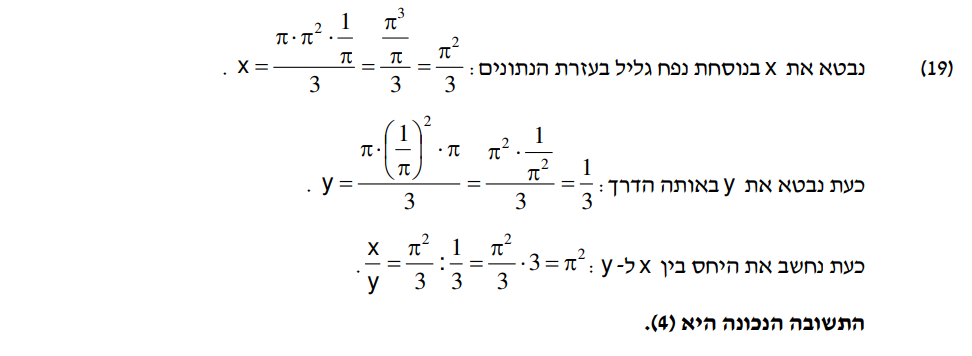 (19) נבטא את x בנוסחת נפח גליל בעזרת הנתונים: x = (π·π²·1/π)/3 = (π³/π)/3 = π²/3 .
כעת נבטא את y באותה הדרך: y = (π·(1/π)²·π)/3 = (π²·1/π²)/3 = 1/3 .
כעת נחשב את היחס בין x ל-y: x/y = π²/3 : 1/3 = π²/3 · 3 = π² .
התשובה הנכונה היא (4).